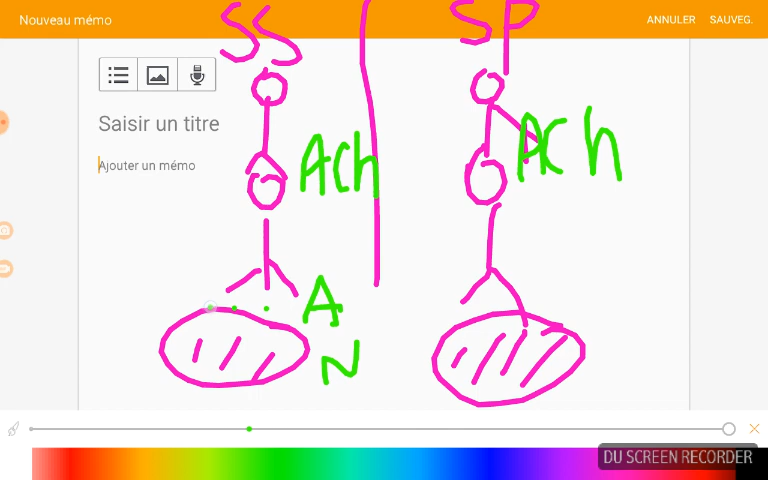 Nouveau mémo
ANNULER SAUVEG.
SS
SP
Saisir un titre
Ajouter un mémo
ACh
ACh
A
N
DU SCREEN RECORDER